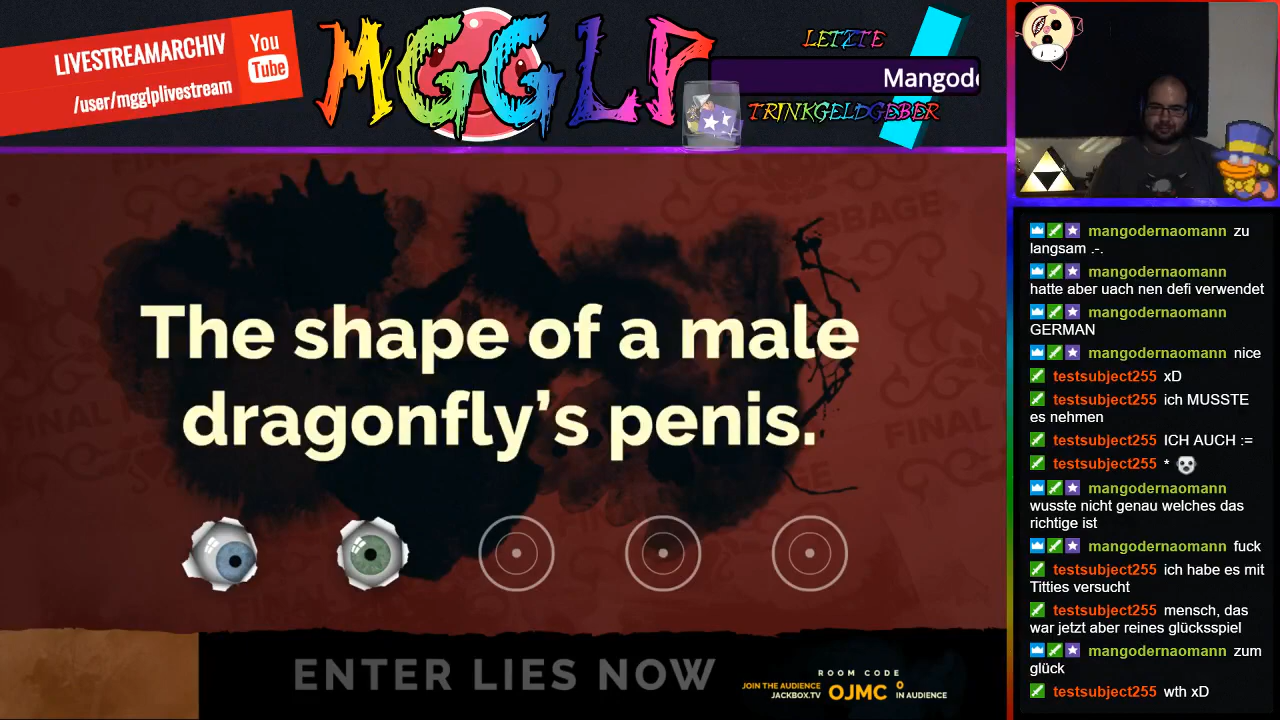 LIVESTREAMARCHIV
/user/mgglplivestream
You
Tube
MGGLP
LETZTE
Mangode
TRINKGELDGEBER
The shape of a male
dragonfly's penis.
ENTER LIES NOW
ROOM CODE
JOIN THE AUDIENCE
JACKBOX.TV
OJMC
0
IN AUDIENCE
mangodernaomann zu
langsam .-.
mangodernaomann
hatte aber uach nen defi verwendet
mangodernaomann
GERMAN
mangodernaomann nice
testsubject255 xD
testsubject255 ich MUSSTE
es nehmen
testsubject255 ICH AUCH :=
testsubject255 *
mangodernaomann
wusste nicht genau welches das
richtige ist
mangodernaomann fuck
testsubject255 ich habe es mit
Titties versucht
testsubject255 mensch, das
war jetzt aber reines glücksspiel
mangodernaomann zum
glück
testsubject255 wth xD